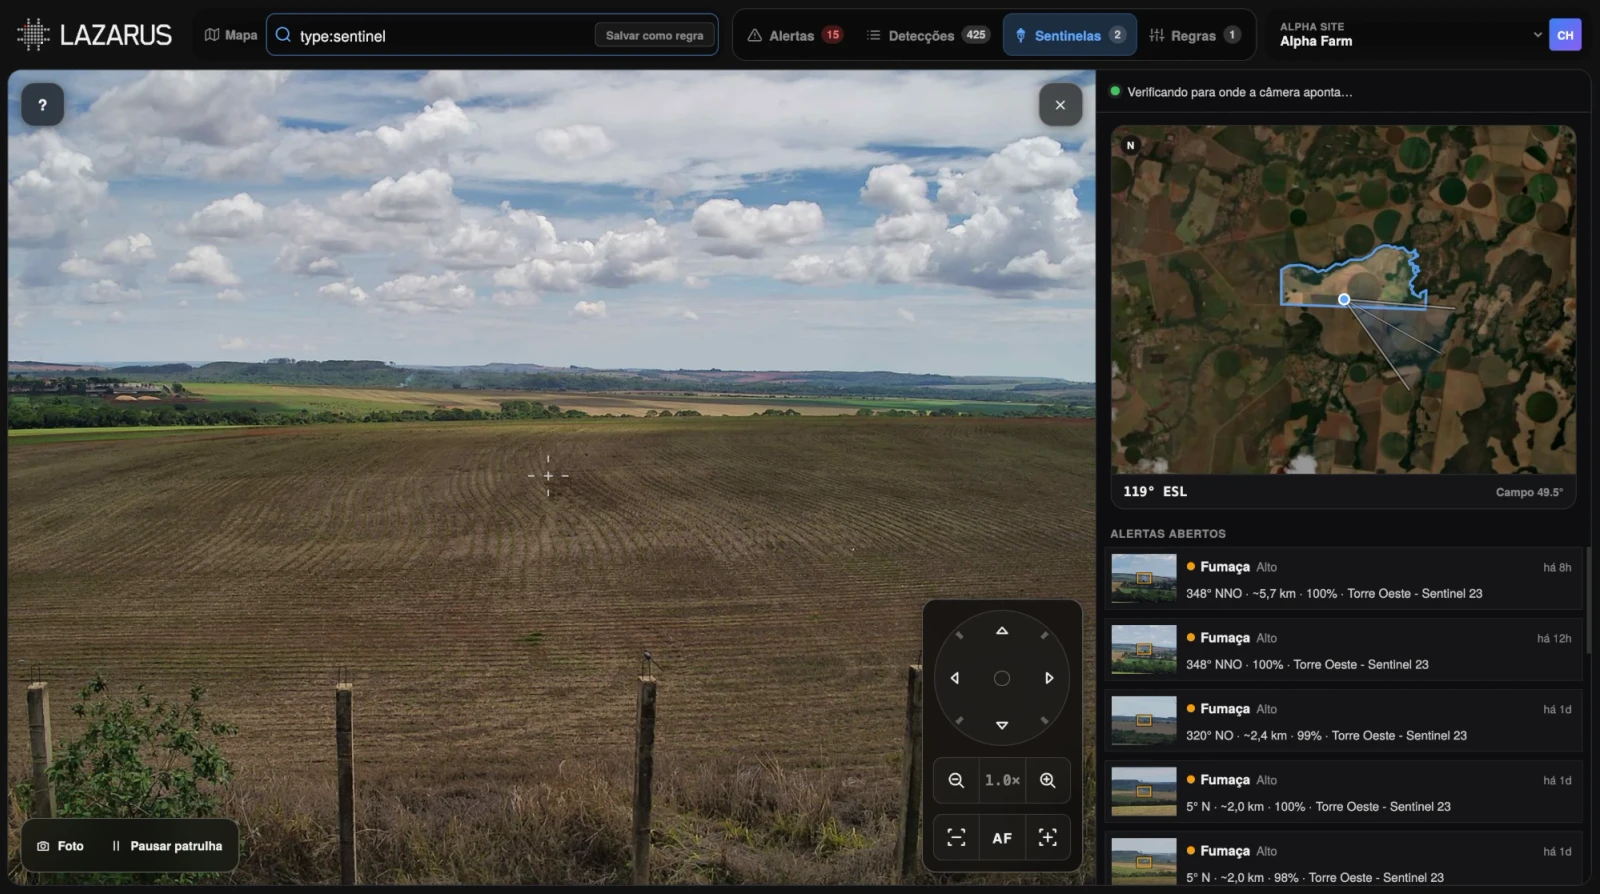 LAZARUS
Mapa
type:sentinel
Salvar como regra
Alertas 15
Detecções 425
Sentinelas 2
Regras 1
ALPHA SITE
Alpha Farm
CH
?
×
Verificando para onde a câmera aponta…
N
119° ESL
Campo 49.5°
ALERTAS ABERTOS
Fumaça Alto há 8h
348° NNO · ~5,7 km · 100% · Torre Oeste - Sentinel 23
Fumaça Alto há 12h
348° NNO · 100% · Torre Oeste - Sentinel 23
Fumaça Alto há 1d
320° NO · ~2,4 km · 99% · Torre Oeste - Sentinel 23
Fumaça Alto há 1d
5° N · ~2,0 km · 100% · Torre Oeste - Sentinel 23
Fumaça Alto há 1d
5° N · ~2,0 km · 98% · Torre Oeste - Sentinel 23
1.0×
AF
Foto
Pausar patrulha